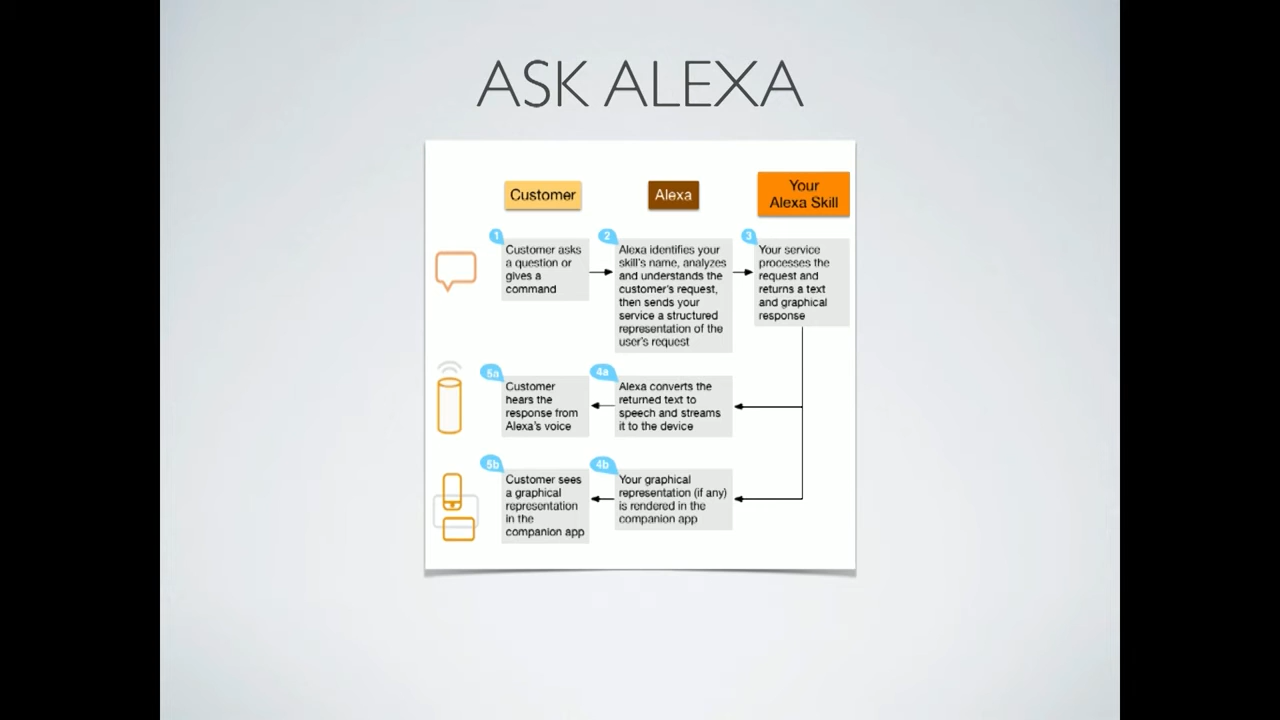 ASK ALEXA
Customer
Alexa
Your
Alexa Skill
1
Customer asks
a question or
gives a
command
2
Alexa identifies your
skill's name, analyzes
and understands the
customer's request,
then sends your
service a structured
representation of the
user's request
3
Your service
processes the
request and
returns a text
and graphical
response
5a
Customer
hears the
response from
Alexa's voice
4a
Alexa converts the
returned text to
speech and streams
it to the device
5b
Customer sees
a graphical
representation
in the
companion app
4b
Your graphical
representation (if any)
is rendered in the
companion app